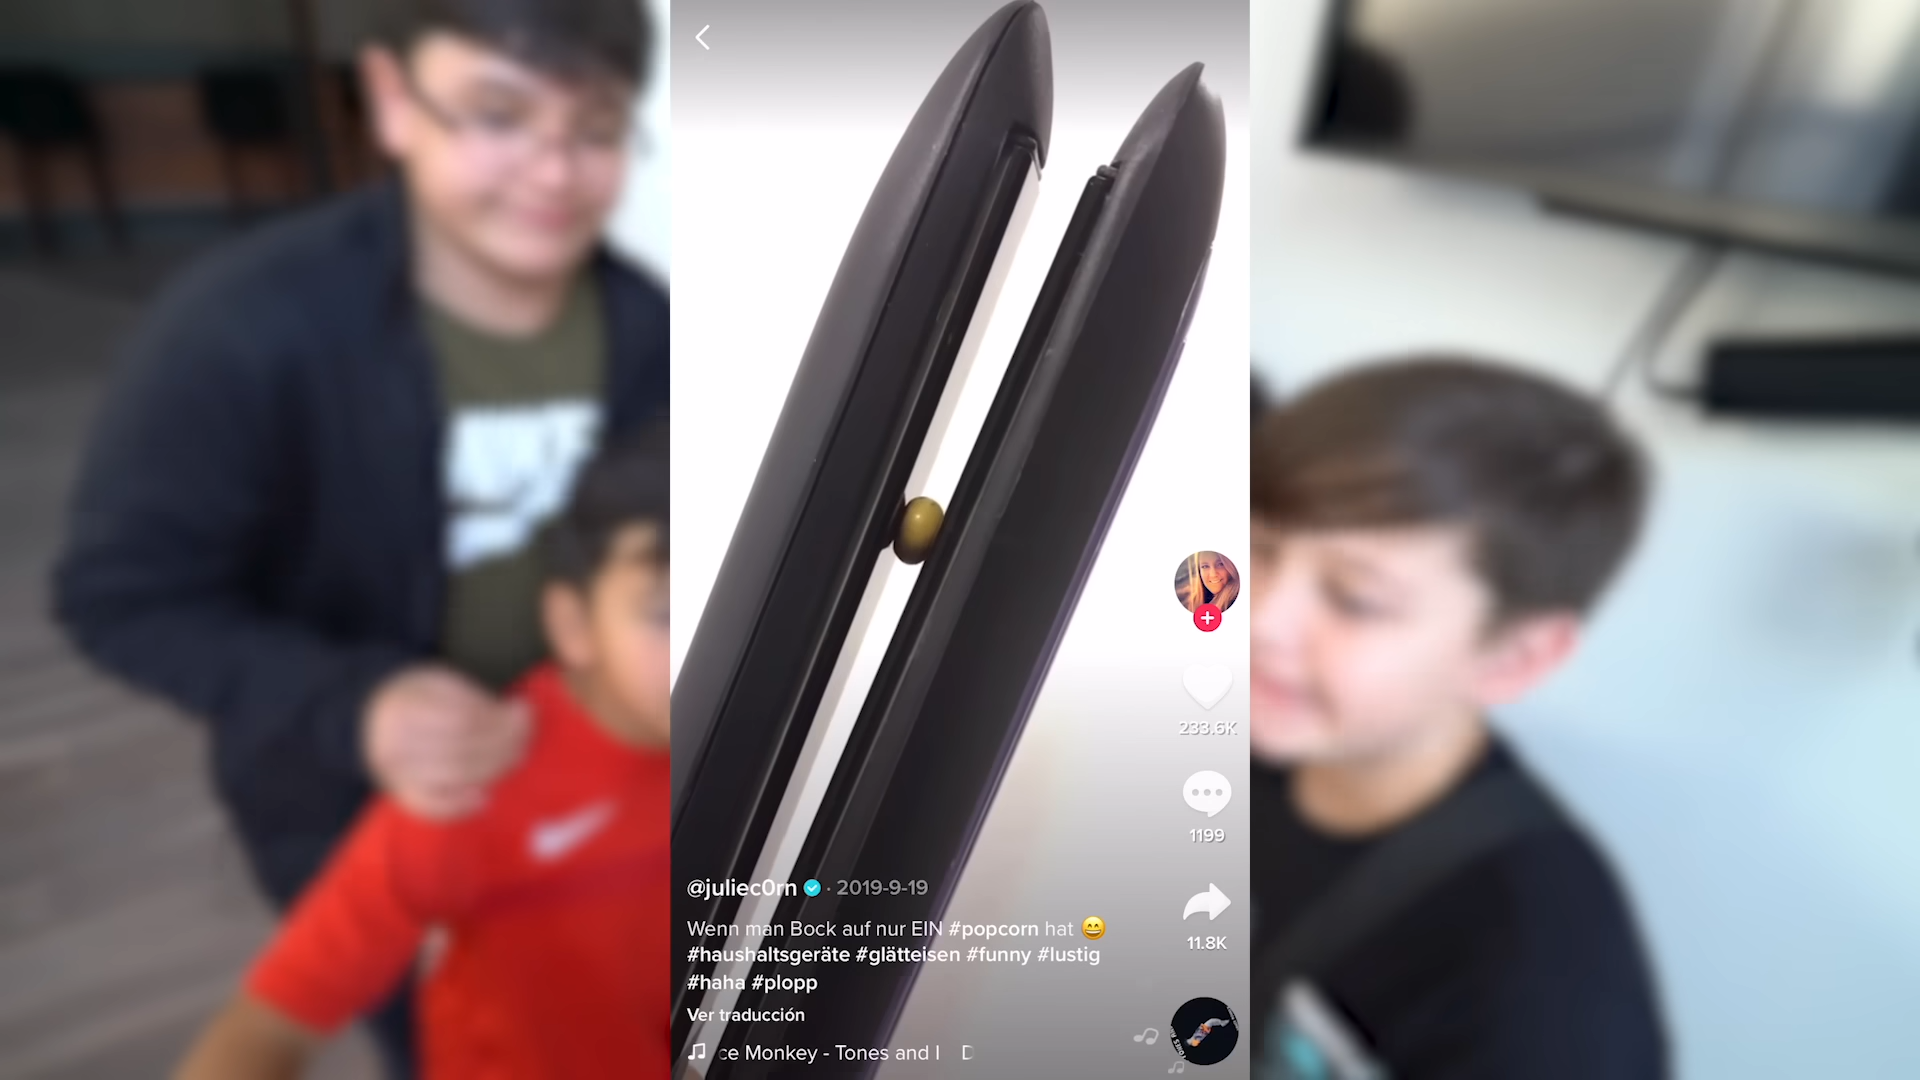 @juliec0rn · 2019-9-19
Wenn man Bock auf nur EIN #popcorn hat 😄
#haushaltsgeräte #glätteisen #funny #lustig
#haha #plopp
Ver traducción
ce Monkey - Tones and I
233.6K
1199
11.8K